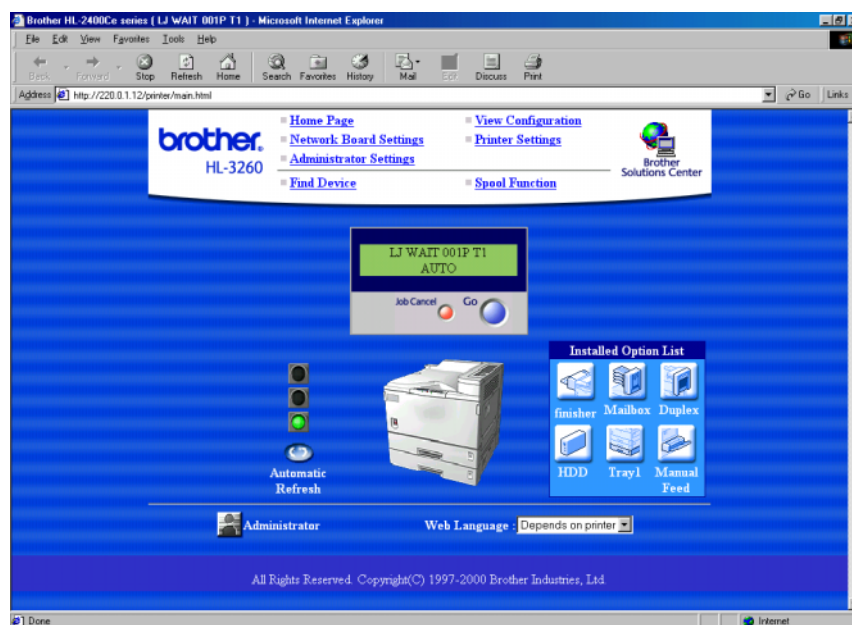 Brother HL-2400Ce series ( LJ WAIT 001P T1 ) - Microsoft Internet Explorer
File Edit View Favorites Tools Help
Back Forward Stop Refresh Home Search Favorites History Mail Edit Discuss Print
Address http://220.0.1.12/printer/main.html Go Links
Home Page View Configuration
brother. Network Board Settings Printer Settings
HL-3260 Administrator Settings Brother
Solutions Center
Find Device Spool Function
LJ WAIT 001P T1
AUTO
Job Cancel Go
Installed Option List
finisher Mailbox Duplex
HDD Tray1 Manual
Feed
Automatic
Refresh
Administrator Web Language : Depends on printer
All Rights Reserved. Copyright(C) 1997-2000 Brother Industries, Ltd.
Done Internet